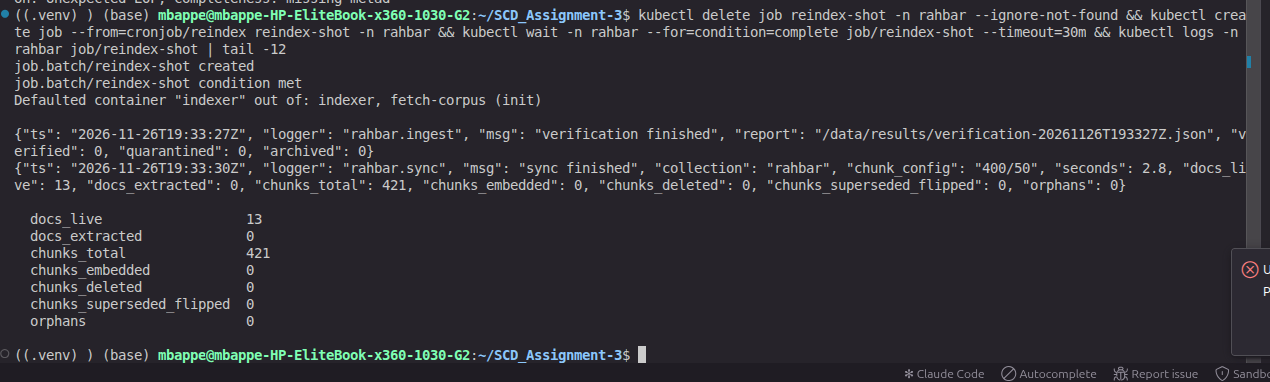 on: unexpected EOF, completeness: missing metad
((.venv) ) (base) mbappe@mbappe-HP-EliteBook-x360-1030-G2:~/SCD_Assignment-3$ kubectl delete job reindex-shot -n rahbar --ignore-not-found && kubectl crea
te job --from=cronjob/reindex reindex-shot -n rahbar && kubectl wait -n rahbar --for=condition=complete job/reindex-shot --timeout=30m && kubectl logs -n
rahbar job/reindex-shot | tail -12
job.batch/reindex-shot created
job.batch/reindex-shot condition met
Defaulted container "indexer" out of: indexer, fetch-corpus (init)
{"ts": "2026-11-26T19:33:27Z", "logger": "rahbar.ingest", "msg": "verification finished", "report": "/data/results/verification-20261126T193327Z.json", "v
erified": 0, "quarantined": 0, "archived": 0}
{"ts": "2026-11-26T19:33:30Z", "logger": "rahbar.sync", "msg": "sync finished", "collection": "rahbar", "chunk_config": "400/50", "seconds": 2.8, "docs_li
ve": 13, "docs_extracted": 0, "chunks_total": 421, "chunks_embedded": 0, "chunks_deleted": 0, "chunks_superseded_flipped": 0, "orphans": 0}
docs_live 13
docs_extracted 0
chunks_total 421
chunks_embedded 0
chunks_deleted 0
chunks_superseded_flipped 0
orphans 0
((.venv) ) (base) mbappe@mbappe-HP-EliteBook-x360-1030-G2:~/SCD_Assignment-3$
Claude Code Autocomplete Report issue Sandbo